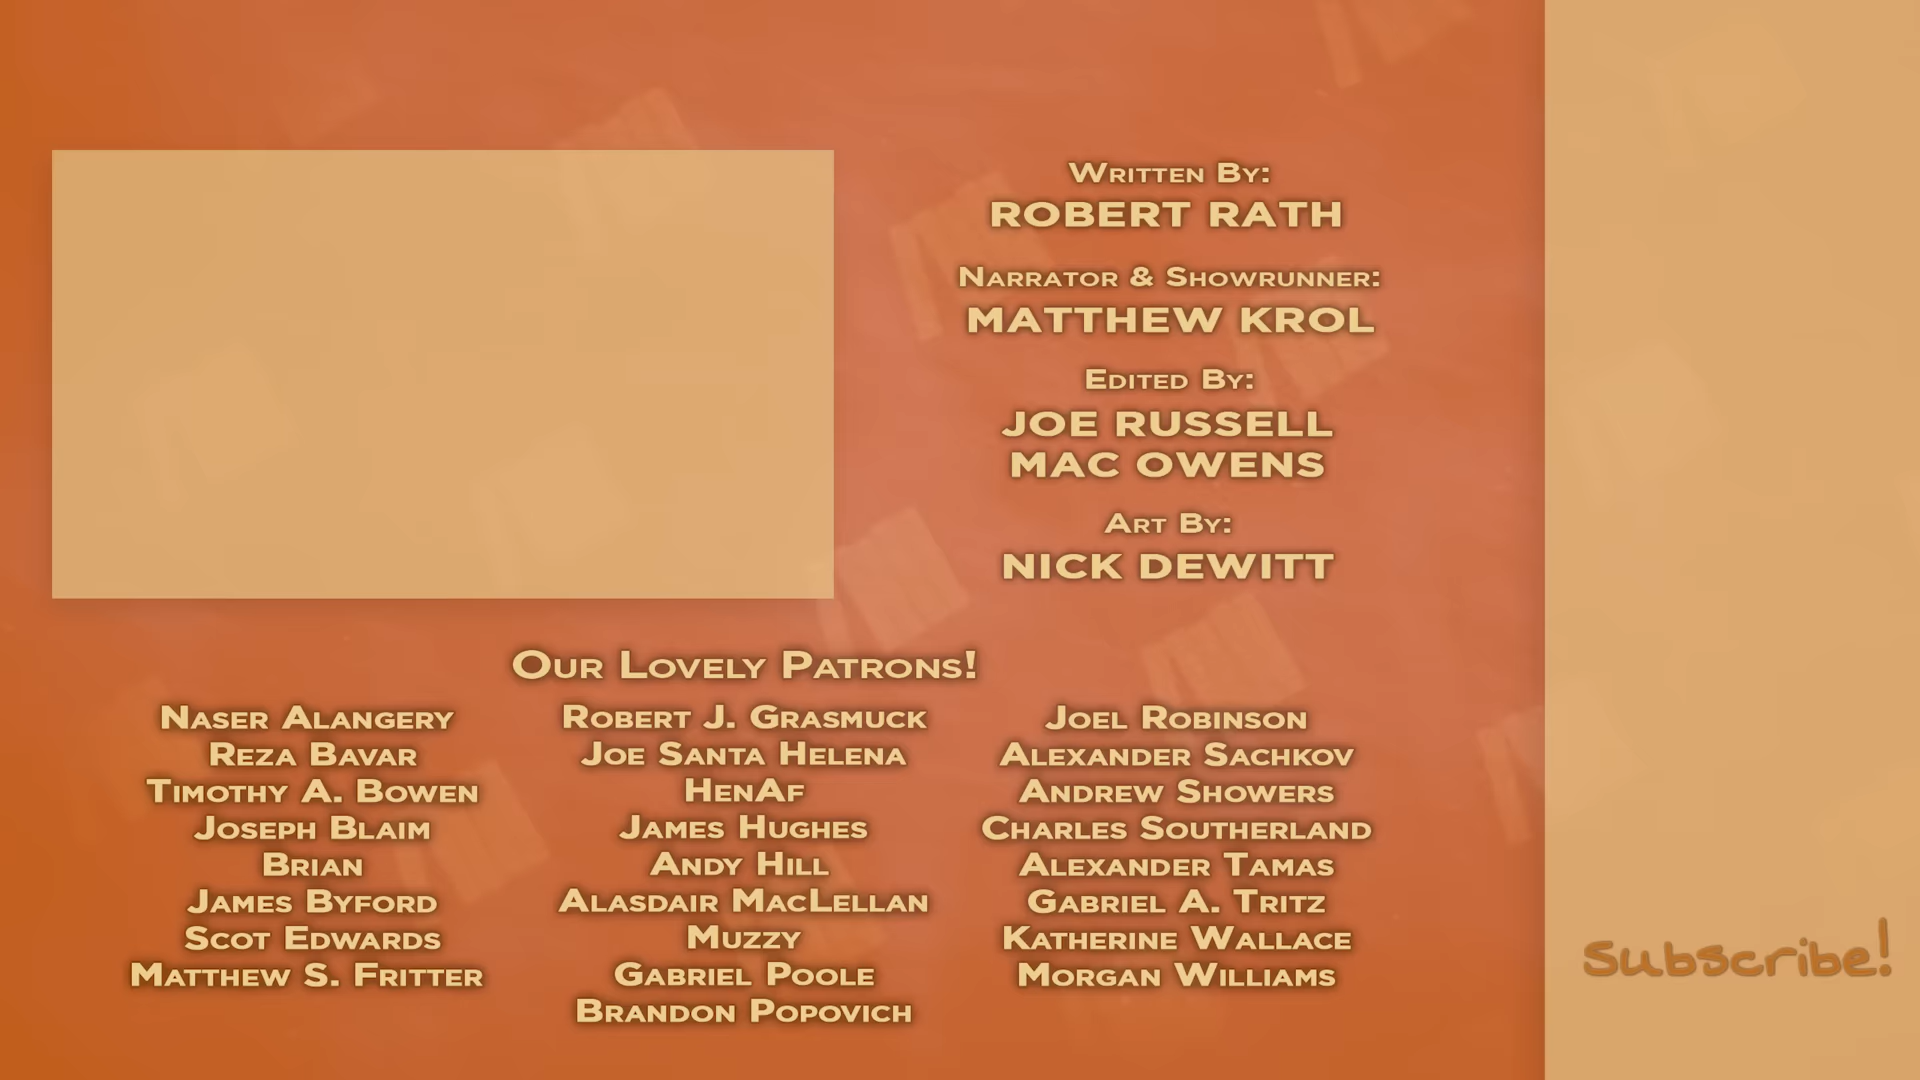 Written By:
ROBERT RATH
Narrator & Showrunner:
MATTHEW KROL
Edited By:
JOE RUSSELL
MAC OWENS
Art By:
NICK DEWITT
Our Lovely Patrons!
Naser Alangery
Reza Bavar
Timothy A. Bowen
Joseph Blaim
Brian
James Byford
Scot Edwards
Matthew S. Fritter
Robert J. Grasmuck
Joe Santa Helena
HenAf
James Hughes
Andy Hill
Alasdair MacLellan
Muzzy
Gabriel Poole
Brandon Popovich
Joel Robinson
Alexander Sachkov
Andrew Showers
Charles Southerland
Alexander Tamas
Gabriel A. Tritz
Katherine Wallace
Morgan Williams
Subscribe!